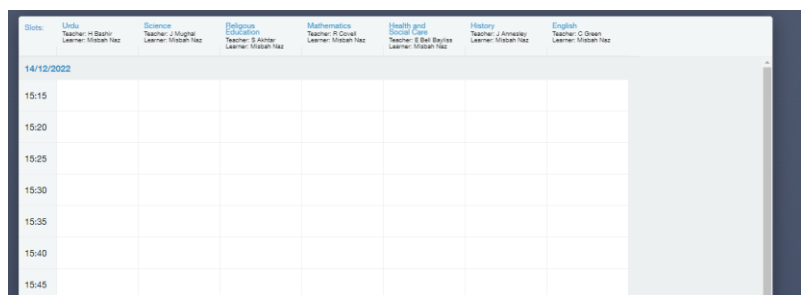 Slots:
Urdu
Teacher: H Bashir
Learner: Misbah Naz
Science
Teacher: J Mughal
Learner: Misbah Naz
Religous
Education
Teacher: S Akhtar
Learner: Misbah Naz
Mathematics
Teacher: R Covell
Learner: Misbah Naz
Health and
Social Care
Teacher: E Bell Bayliss
Learner: Misbah Naz
History
Teacher: J Annesley
Learner: Misbah Naz
English
Teacher: C Green
Learner: Misbah Naz
14/12/2022
15:15
15:20
15:25
15:30
15:35
15:40
15:45